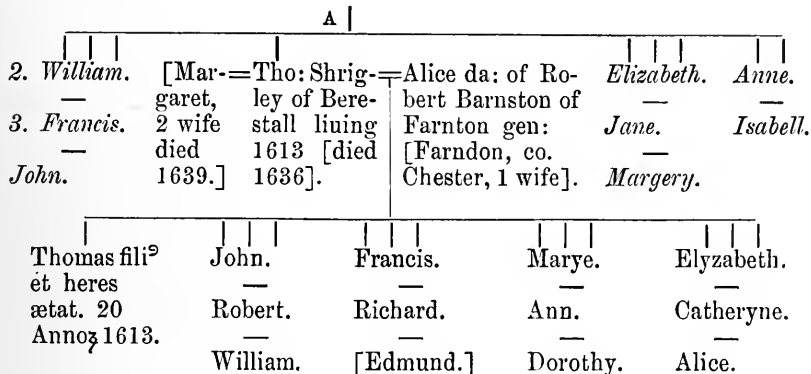 A
2. William. [Mar-=Tho: Shrig-=Alice da: of Ro- Elizabeth. Anne.
— garet, ley of Bere- bert Barnston of — —
3. Francis. 2 wife stall liuing Farnton gen: Jane. Isabell.
— died 1613 [died [Farndon, co. —
John. 1639.] 1636]. Chester, 1 wife]. Margery.
Thomas filiꝰ John. Francis. Marye. Elyzabeth.
et heres — — — —
ætat. 20 Robert. Richard. Ann. Catheryne.
Annoꝫ 1613. — — — —
William. [Edmund.] Dorothy. Alice.